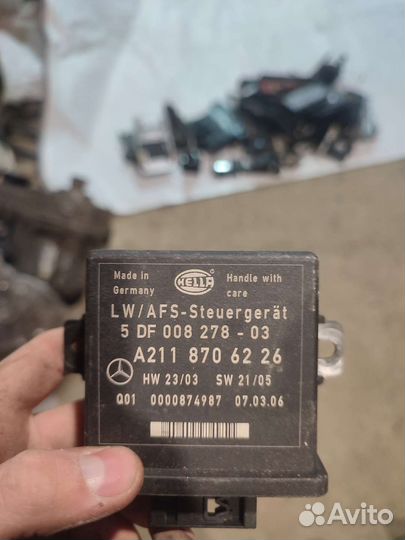 Made in
Germany
HELLA
Handle with
care
LW/AFS-Steuergerät
5 DF 008 278 - 03
A211 870 62 26
HW 23/03 SW 21/05
Q01 0000874987 07.03.06
Avito